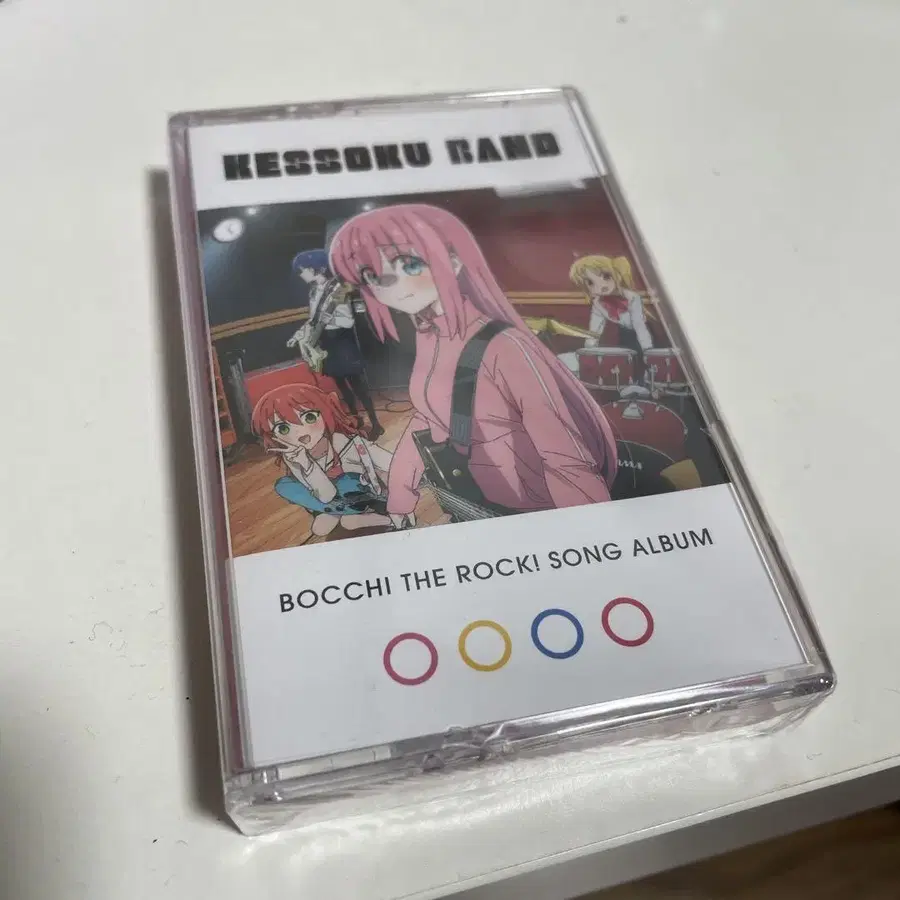 KESSOKU BAND
BOCCHI THE ROCK! SONG ALBUM